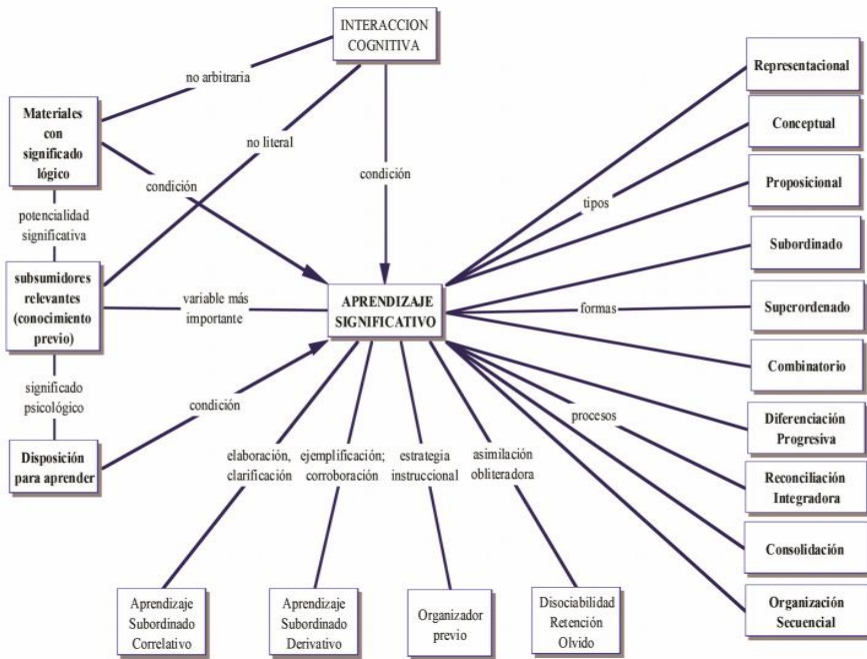 INTERACCION
COGNITIVA
no arbitraria
Materiales
con
significado
lógico
no literal
condición
condición
potencialidad
significativa
subsumidores
relevantes
(conocimiento
previo)
variable más
importante
APRENDIZAJE
SIGNIFICATIVO
significado
psicológico
condición
Disposición
para aprender
tipos
Representacional
Conceptual
Proposicional
formas
Subordinado
Superordenado
Combinatorio
procesos
Diferenciación
Progresiva
Reconciliación
Integradora
Consolidación
Organización
Secuencial
elaboración,
clarificación
ejemplificación;
corroboración
estrategia
instruccional
asimilación
obliteradora
Aprendizaje
Subordinado
Correlativo
Aprendizaje
Subordinado
Derivativo
Organizador
previo
Disociabilidad
Retención
Olvido